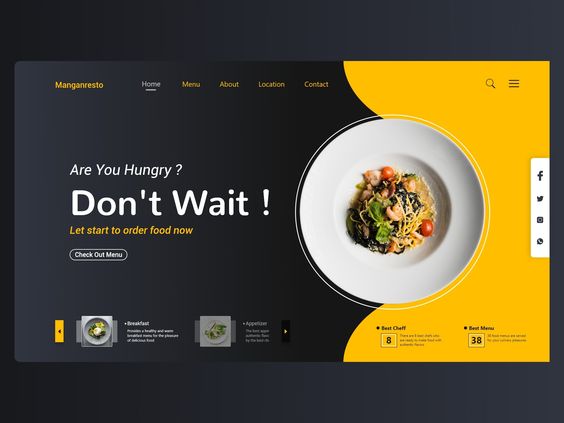 Manganresto
Home
Menu
About
Location
Contact
Are You Hungry ?
Don't Wait !
Let start to order food now
Check Out Menu
Breakfast
Provides a healthy and warm
breakfast menu for the pleasure
of delicious food
Appetizer
The best appe
authentic flavo
by the best ch
Best Cheff
8
There are 8 best chefs who
are ready to make food with
authentic flavors
Best Menu
38
38 food menus are served
for your culinary pleasures